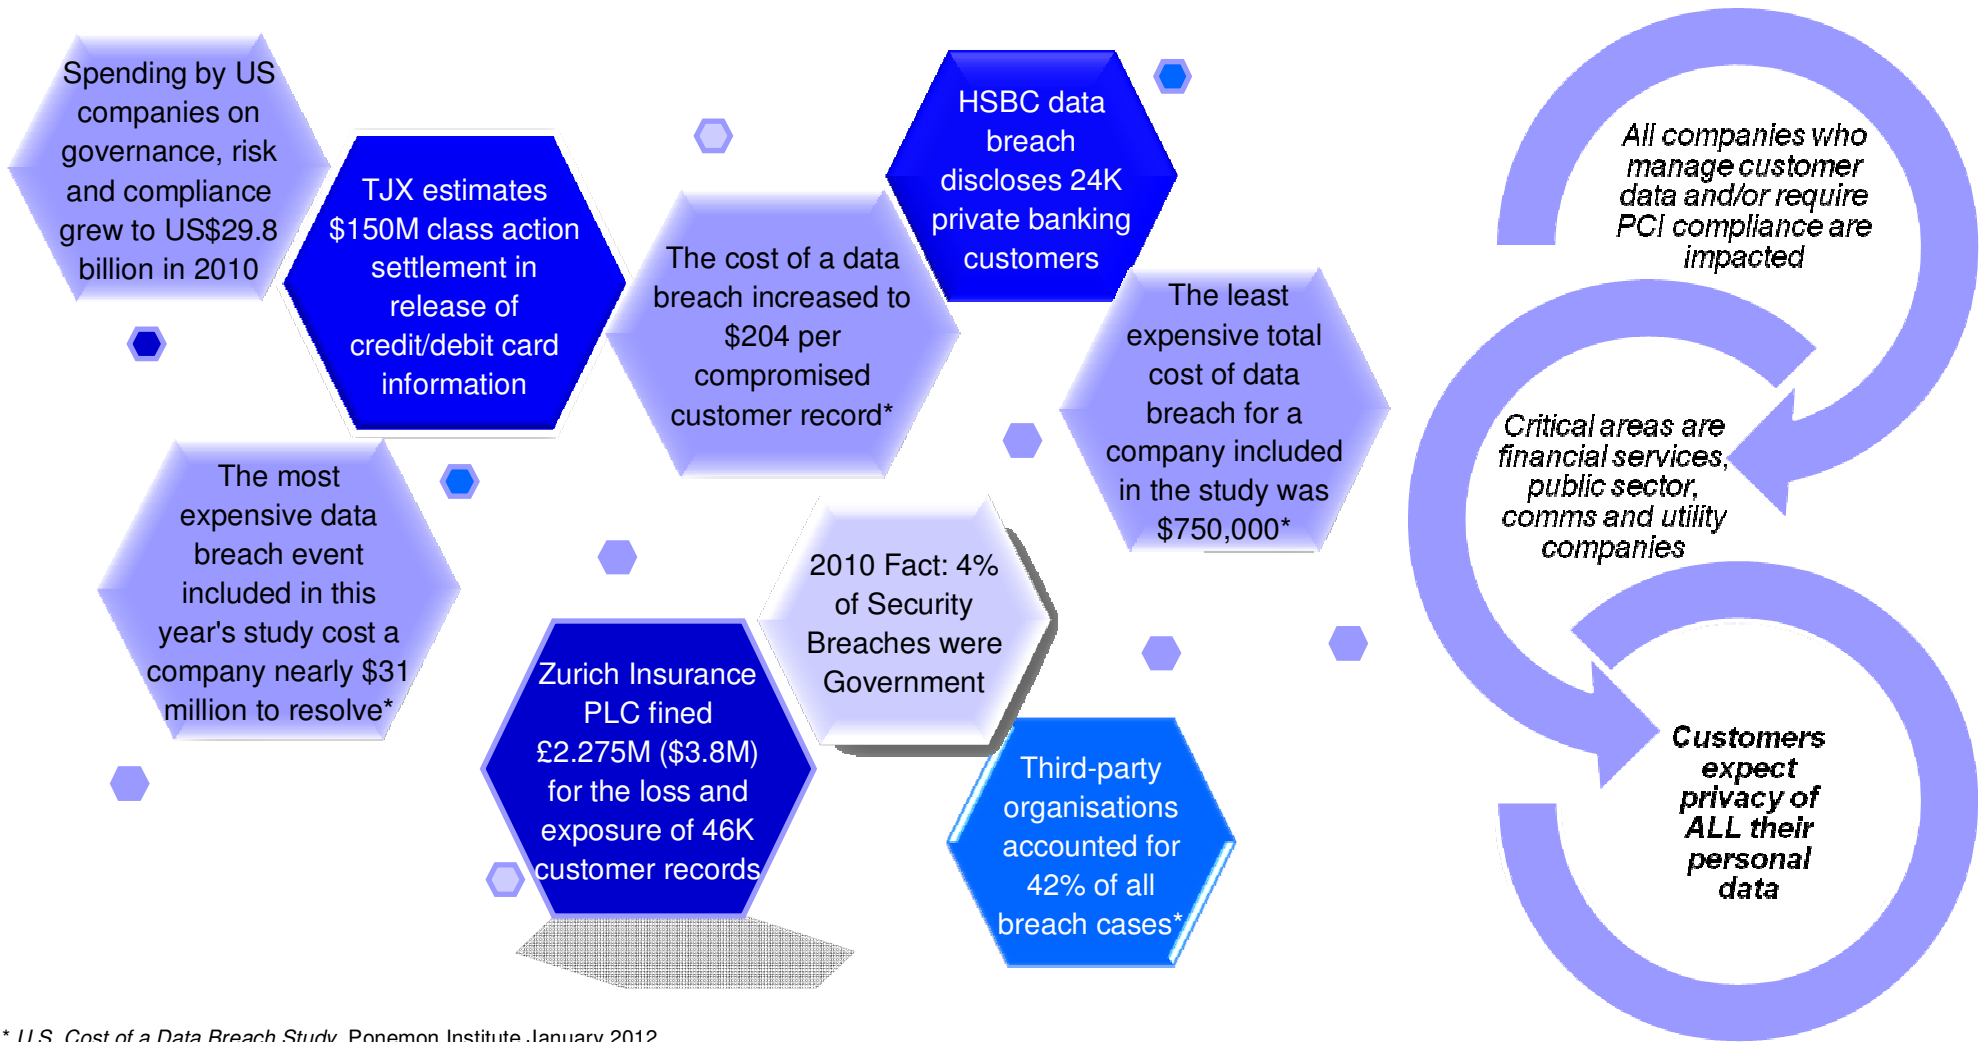 Spending by US
companies on
governance, risk
and compliance
grew to US$29.8
billion in 2010
TJX estimates
$150M class action
settlement in
release of
credit/debit card
information
The cost of a data
breach increased to
$204 per
compromised
customer record*
HSBC data
breach
discloses 24K
private banking
customers
The least
expensive total
cost of data
breach for a
company included
in the study was
$750,000*
The most
expensive data
breach event
included in this
year's study cost a
company nearly $31
million to resolve*
Zurich Insurance
PLC fined
£2.275M ($3.8M)
for the loss and
exposure of 46K
customer records
2010 Fact: 4%
of Security
Breaches were
Government
Third-party
organisations
accounted for
42% of all
breach cases*
All companies who
manage customer
data and/or require
PCI compliance are
impacted
Critical areas are
financial services,
public sector,
comms and utility
companies
Customers
expect
privacy of
ALL their
personal
data
* U.S. Cost of a Data Breach Study, Ponemon Institute January 2012